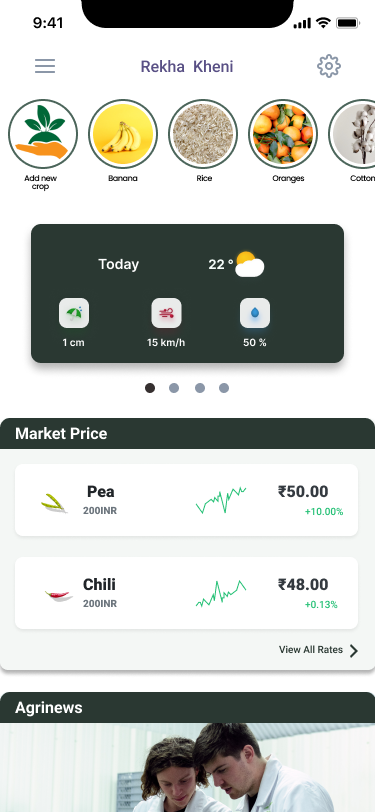 9:41
Rekha Kheni
Add new
crop
Banana
Rice
Oranges
Cotton
Today
22 °
1 cm
15 km/h
50 %
Market Price
Pea
200INR
₹50.00
+10.00%
Chili
200INR
₹48.00
+0.13%
View All Rates
Agrinews